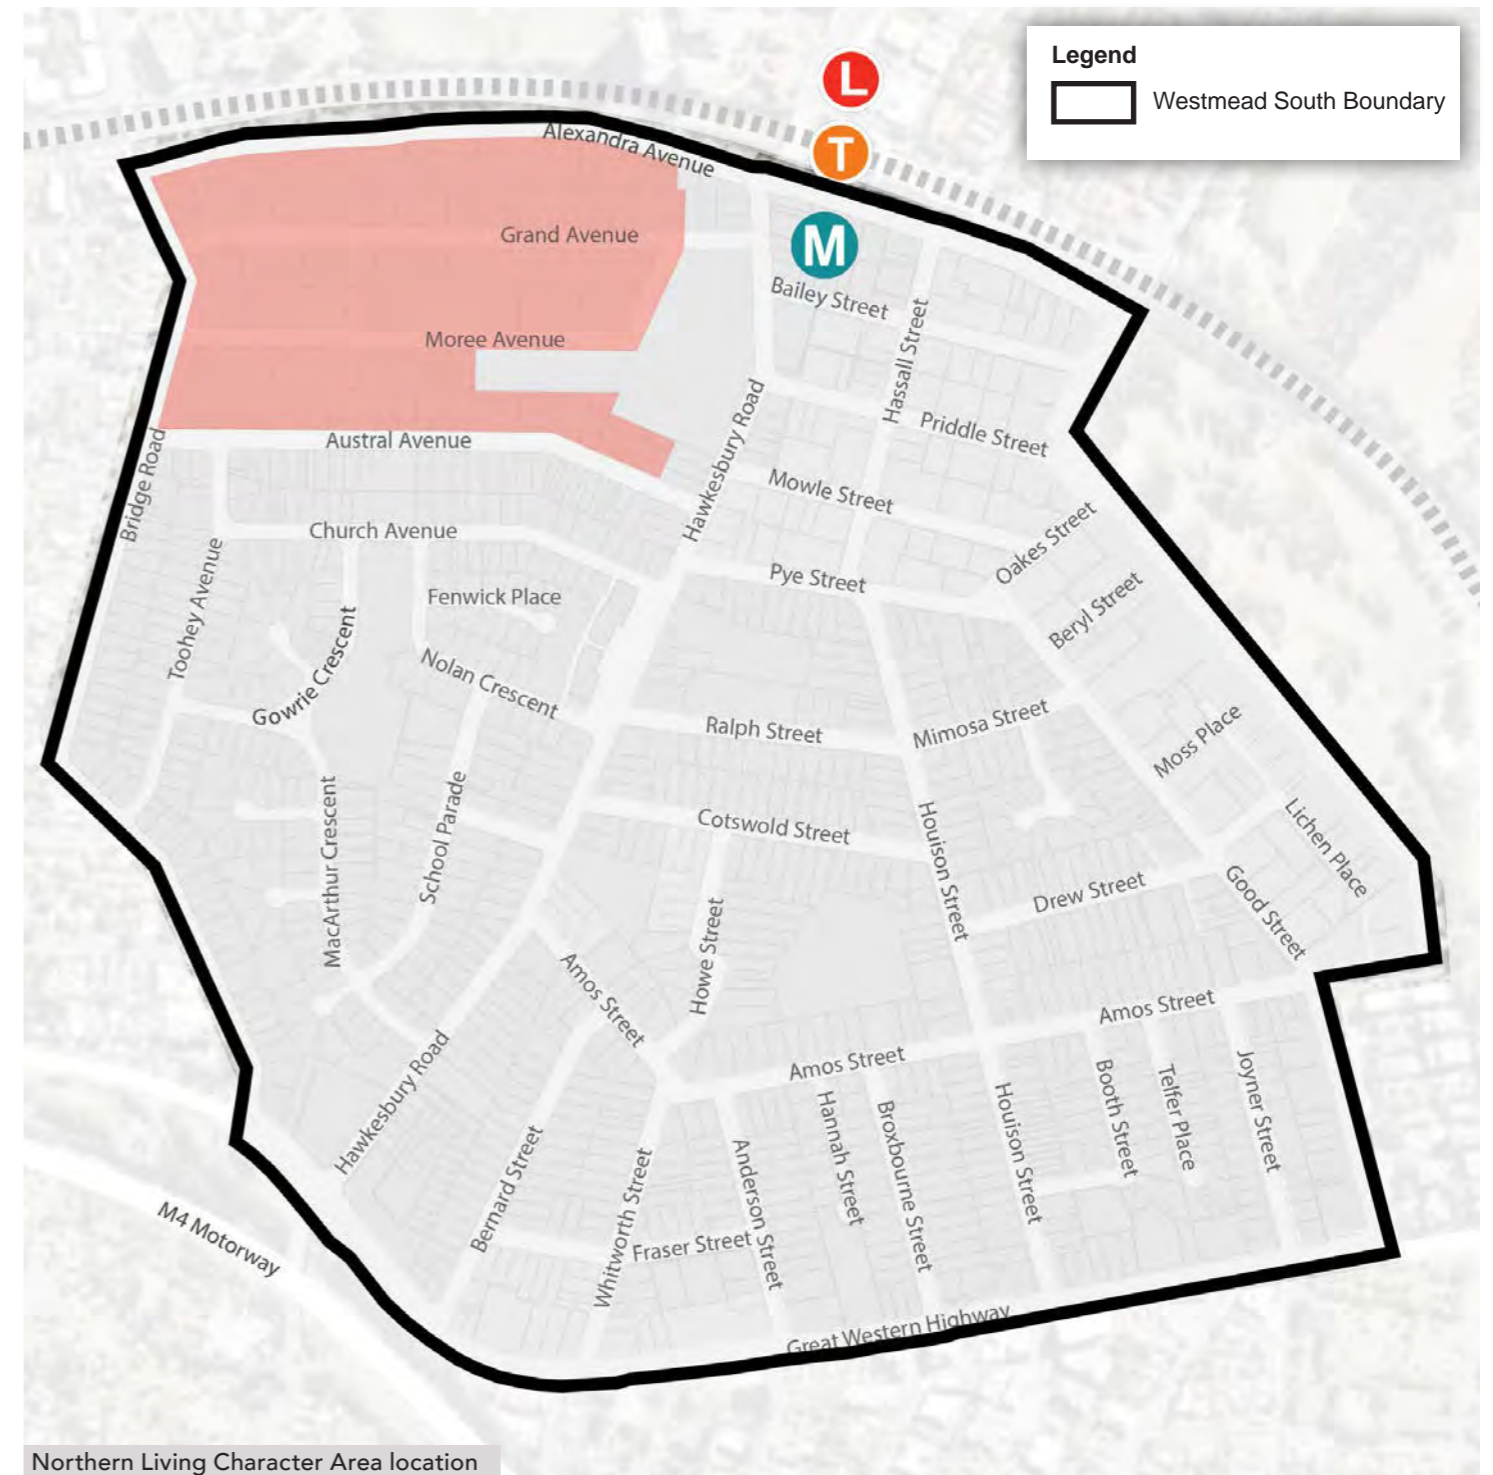 L
Legend
Westmead South Boundary
T
Alexandra Avenue
Grand Avenue
M
Bailey Street
Hassall Street
Moree Avenue
Hawkesbury Road
Priddle Street
Austral Avenue
Bridge Road
Mowle Street
Church Avenue
Oakes Street
Pye Street
Toohey Avenue
Fenwick Place
Beryl Street
Gowrie Crescent
Nolan Crescent
Ralph Street
Mimosa Street
Moss Place
MacArthur Crescent
School Parade
Cotswold Street
Houison Street
Lichen Place
Drew Street
Good Street
Howe Street
Amos Street
Amos Street
Amos Street
Hawkesbury Road
Bernard Street
Whitworth Street
Anderson Street
Hannah Street
Broxbourne Street
Houison Street
Booth Street
Telfer Place
Joyner Street
Fraser Street
M4 Motorway
Great Western Highway
Northern Living Character Area location